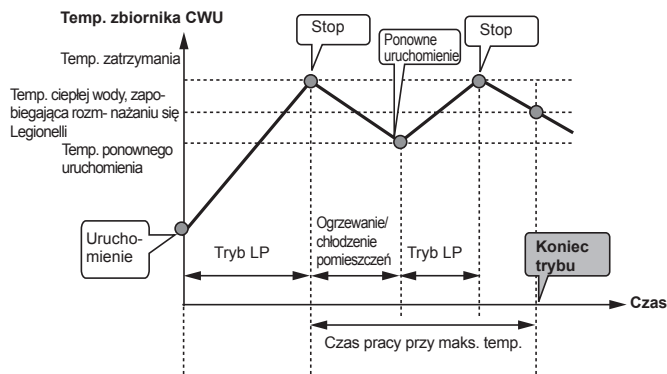 Temp. zbiornika CWU
Stop
Ponowne
uruchomienie
Stop
Temp. zatrzymania
Temp. ciepłej wody, zapo-
biegająca rozm- nażaniu się
Legionelli
Temp. ponownego
uruchomienia
Urucho-
mienie
Tryb LP
Ogrzewanie/
chłodzenie
pomieszczeń
Tryb LP
Koniec
trybu
Czas
Czas pracy przy maks. temp.